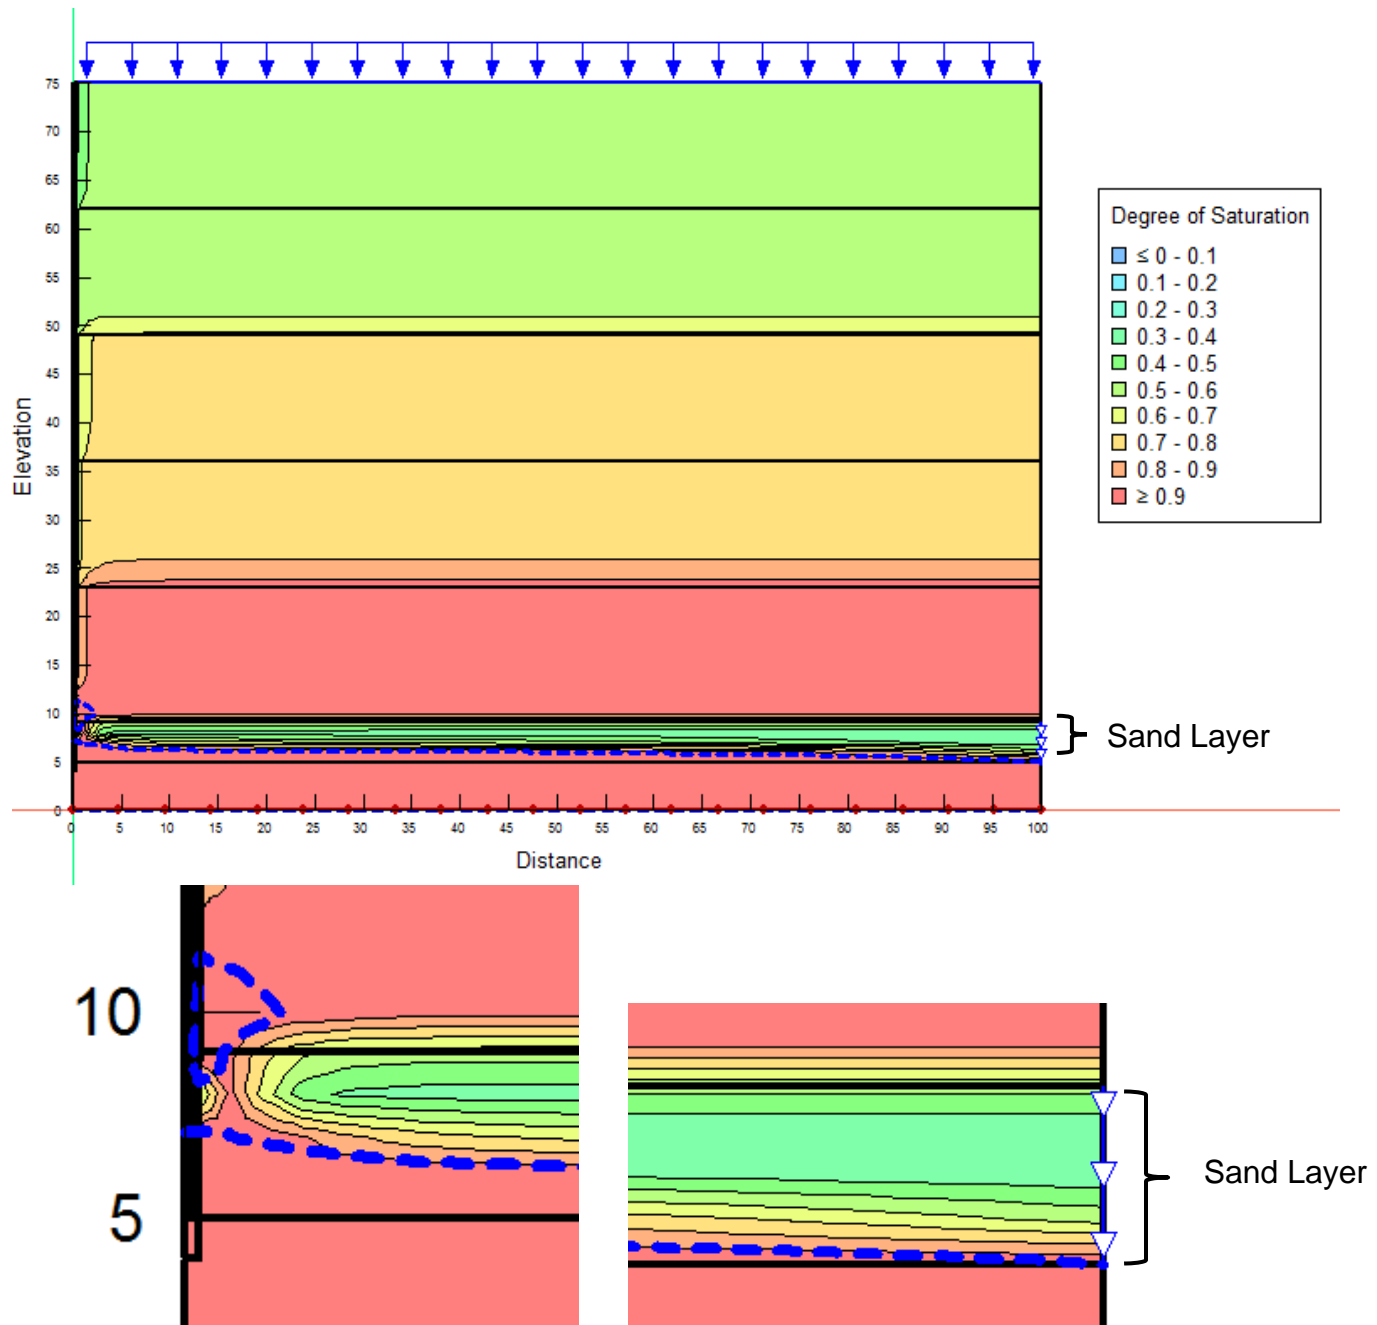 75
70
65
60
55
50
45
40
35
30
25
20
15
10
5
0
Elevation
0 5 10 15 20 25 30 35 40 45 50 55 60 65 70 75 80 85 90 95 100
Distance
Degree of Saturation
≤ 0 - 0.1
0.1 - 0.2
0.2 - 0.3
0.3 - 0.4
0.4 - 0.5
0.5 - 0.6
0.6 - 0.7
0.7 - 0.8
0.8 - 0.9
≥ 0.9
Sand Layer
10
5
Sand Layer